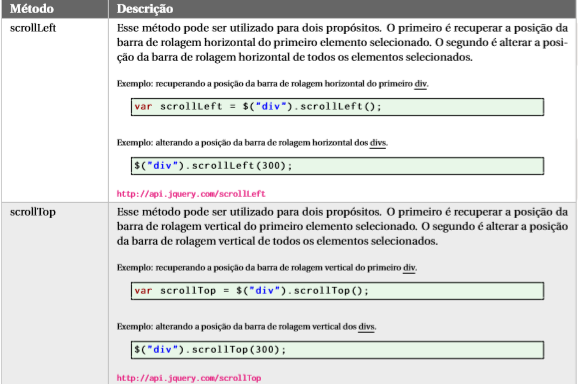 Método Descrição
scrollLeft Esse método pode ser utilizado para dois propósitos. O primeiro é recuperar a posição da
barra de rolagem horizontal do primeiro elemento selecionado. O segundo é alterar a posi-
ção da barra de rolagem horizontal de todos os elementos selecionados.
Exemplo: recuperando a posição da barra de rolagem horizontal do primeiro div.
var scrollLeft = $("div").scrollLeft();
Exemplo: alterando a posição da barra de rolagem horizontal dos divs.
$("div").scrollLeft(300);
http://api.jquery.com/scrollLeft
scrollTop Esse método pode ser utilizado para dois propósitos. O primeiro é recuperar a posição da
barra de rolagem vertical do primeiro elemento selecionado. O segundo é alterar a posição
da barra de rolagem vertical de todos os elementos selecionados.
Exemplo: recuperando a posição da barra de rolagem vertical do primeiro div.
var scrollTop = $("div").scrollTop();
Exemplo: alterando a posição da barra de rolagem vertical dos divs.
$("div").scrollTop(300);
http://api.jquery.com/scrollTop